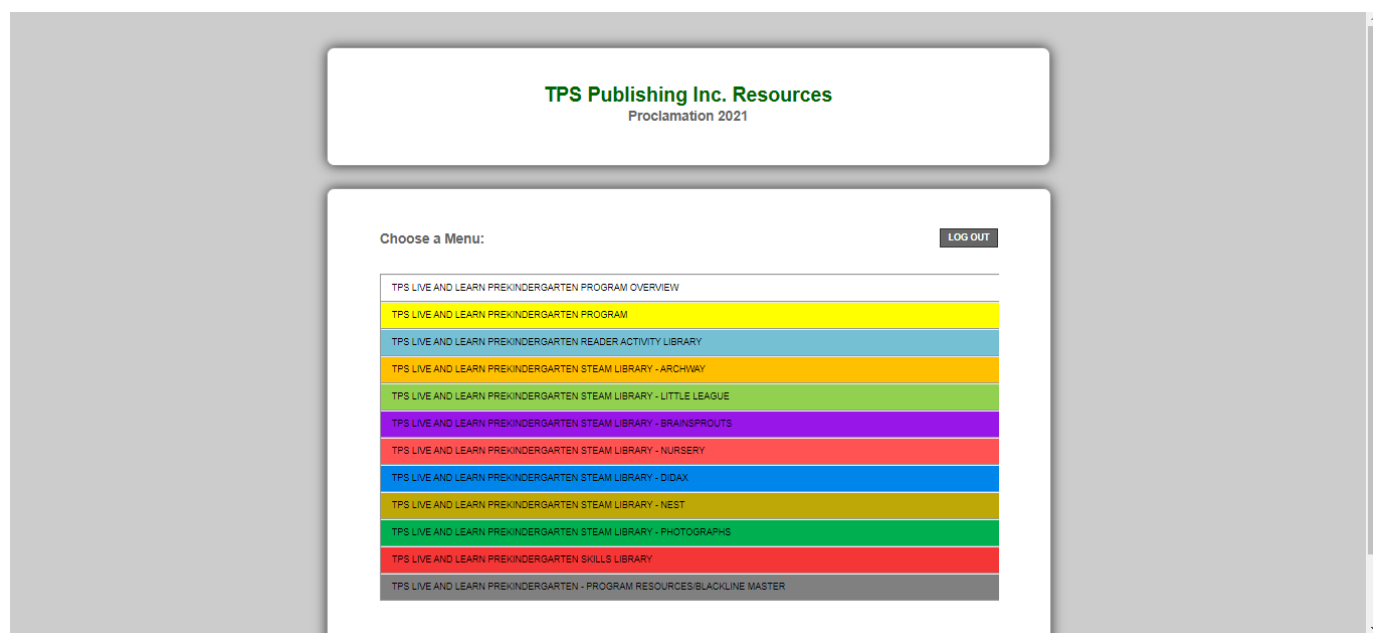 TPS Publishing Inc. Resources
Proclamation 2021
Choose a Menu:
LOG OUT
TPS LIVE AND LEARN PREKINDERGARTEN PROGRAM OVERVIEW
TPS LIVE AND LEARN PREKINDERGARTEN PROGRAM
TPS LIVE AND LEARN PREKINDERGARTEN READER ACTIVITY LIBRARY
TPS LIVE AND LEARN PREKINDERGARTEN STEAM LIBRARY - ARCHWAY
TPS LIVE AND LEARN PREKINDERGARTEN STEAM LIBRARY - LITTLE LEAGUE
TPS LIVE AND LEARN PREKINDERGARTEN STEAM LIBRARY - BRAINSPROUTS
TPS LIVE AND LEARN PREKINDERGARTEN STEAM LIBRARY - NURSERY
TPS LIVE AND LEARN PREKINDERGARTEN STEAM LIBRARY - DIDAX
TPS LIVE AND LEARN PREKINDERGARTEN STEAM LIBRARY - NEST
TPS LIVE AND LEARN PREKINDERGARTEN STEAM LIBRARY - PHOTOGRAPHS
TPS LIVE AND LEARN PREKINDERGARTEN SKILLS LIBRARY
TPS LIVE AND LEARN PREKINDERGARTEN - PROGRAM RESOURCES/BLACKLINE MASTER